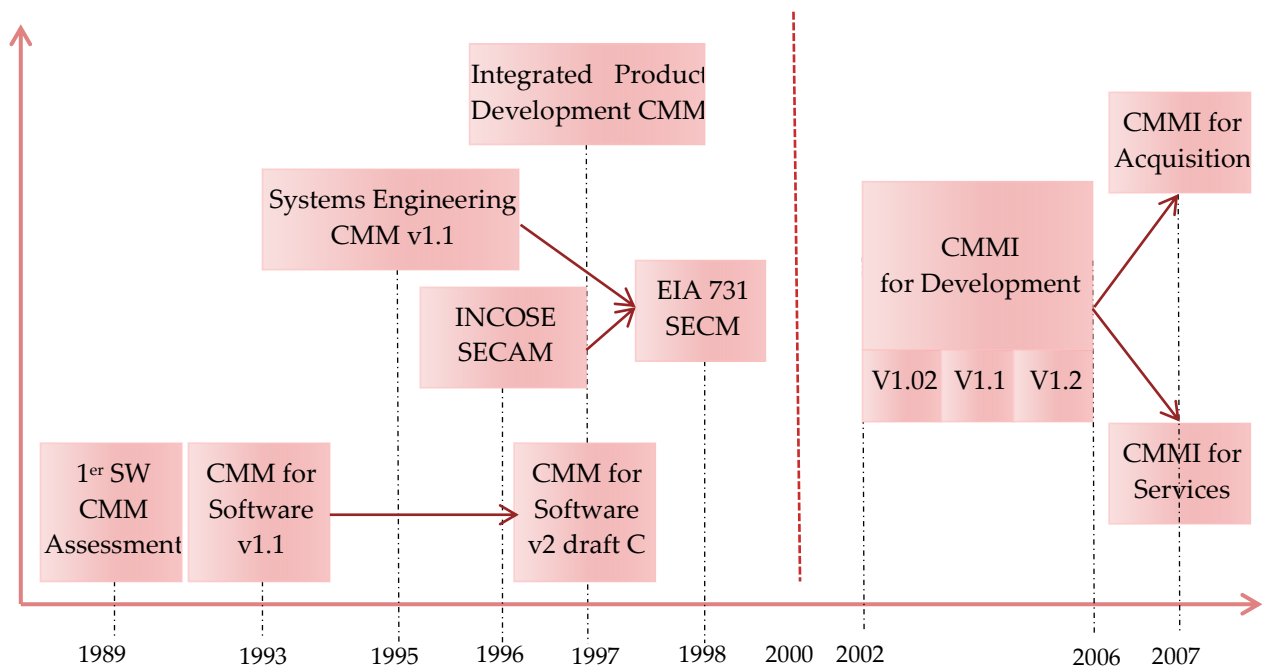 Integrated Product
Development CMM
CMMI for
Acquisition
Systems Engineering
CMM v1.1
CMMI
for Development
EIA 731
SECM
INCOSE
SECAM
V1.02 V1.1 V1.2
1er SW
CMM
Assessment
CMM for
Software
v1.1
CMM for
Software
v2 draft C
CMMI for
Services
1989 1993 1995 1996 1997 1998 2000 2002 2006 2007